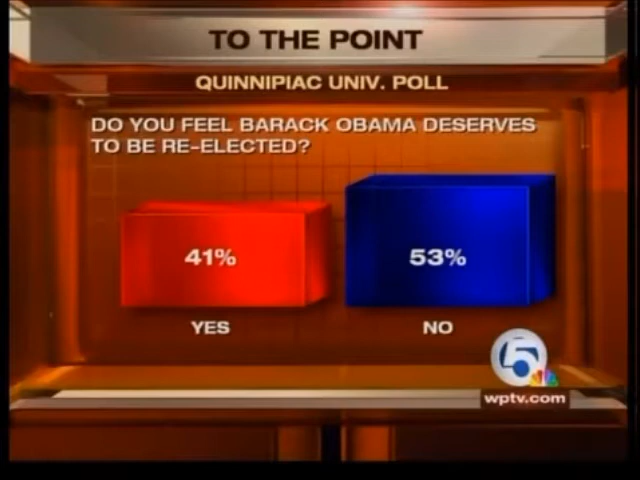 TO THE POINT
QUINNIPIAC UNIV. POLL
DO YOU FEEL BARACK OBAMA DESERVES
TO BE RE-ELECTED?
41%
53%
YES
NO
5
wptv.com